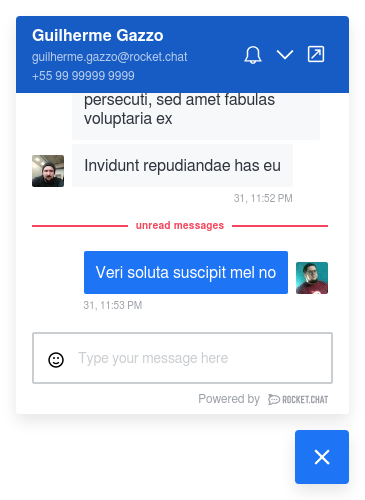 Guilherme Gazzo
guilherme.gazzo@rocket.chat
+55 99 99999 9999
persecuti, sed amet fabulas
voluptaria ex
Invidunt repudiandae has eu
31, 11:52 PM
unread messages
Veri soluta suscipit mel no
31, 11:53 PM
Type your message here
Powered by ROCKET.CHAT